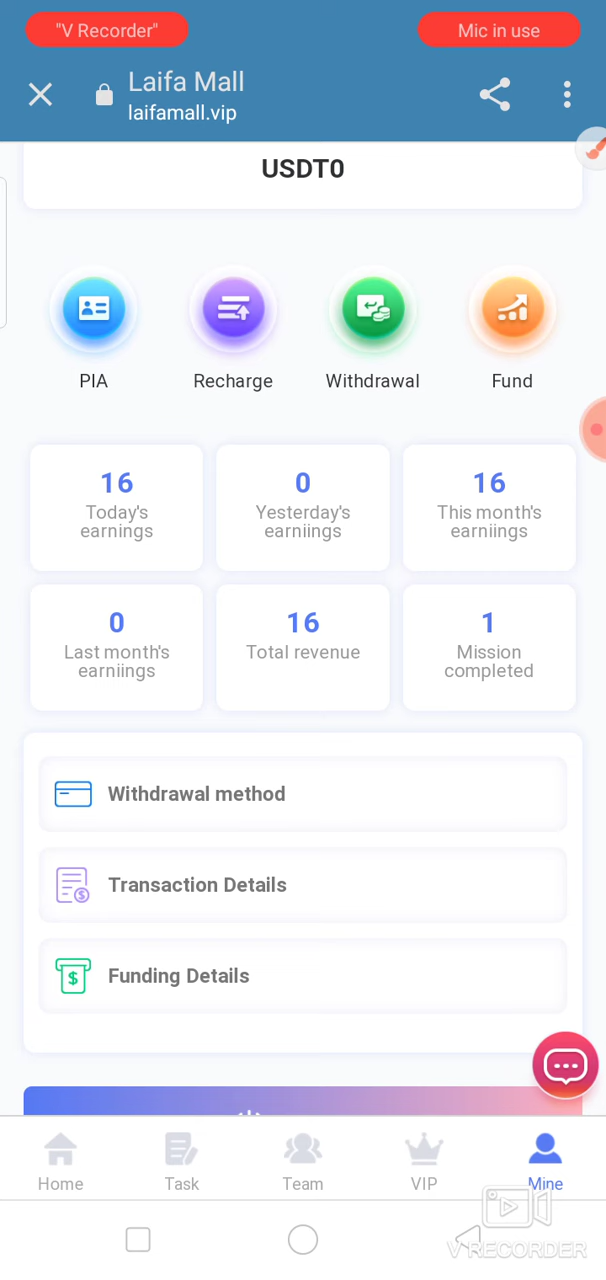 "V Recorder"
Mic in use
Laifa Mall
laifamall.vip
USDT0
PIA
Recharge
Withdrawal
Fund
16
Today's
earnings
0
Yesterday's
earniings
16
This month's
earniings
0
Last month's
earniings
16
Total revenue
1
Mission
completed
Withdrawal method
Transaction Details
Funding Details
Home
Task
Team
VIP
Mine
V RECORDER